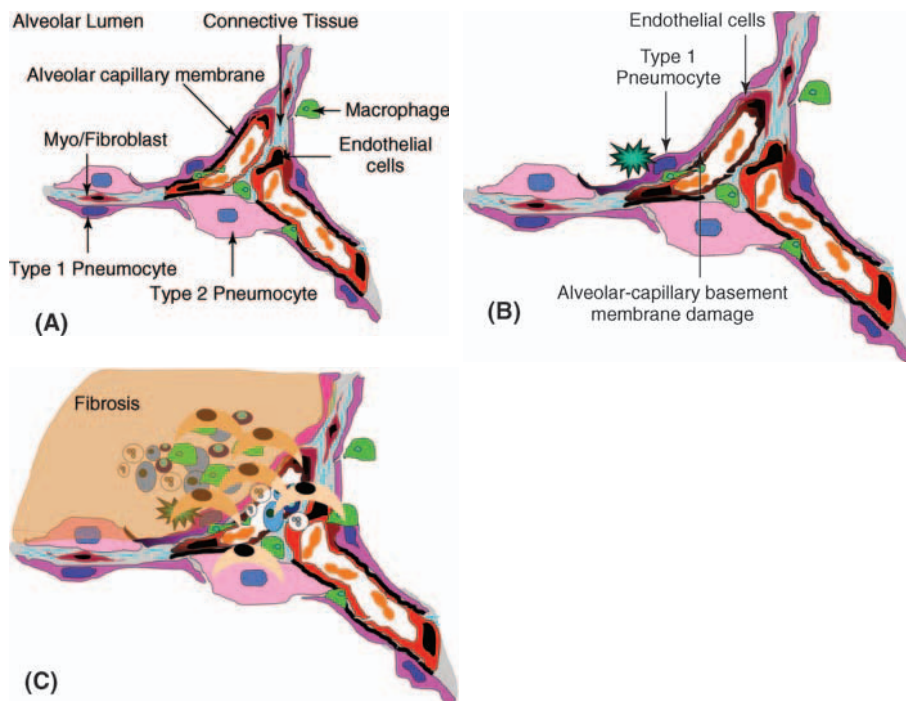 Alveolar Lumen
Connective Tissue
Alveolar capillary membrane
Macrophage
Myo/Fibroblast
Endothelial
cells
Type 1 Pneumocyte
Type 2 Pneumocyte
(A)
Endothelial cells
Type 1
Pneumocyte
Alveolar-capillary basement
membrane damage
(B)
Fibrosis
(C)